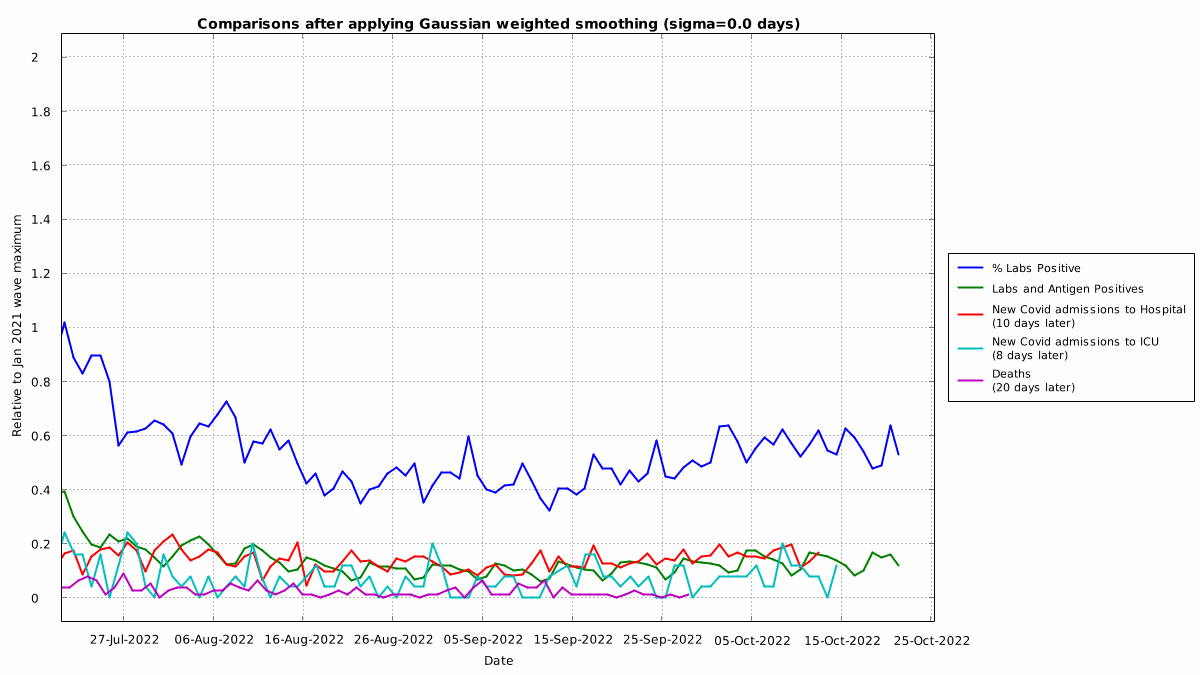 Comparisons after applying Gaussian weighted smoothing (sigma=0.0 days)
2
1.8
1.6
1.4
1.2
1
0.8
0.6
0.4
0.2
0
Relative to Jan 2021 wave maximum
27-Jul-2022 06-Aug-2022 16-Aug-2022 26-Aug-2022 05-Sep-2022 15-Sep-2022 25-Sep-2022 05-Oct-2022 15-Oct-2022 25-Oct-2022
Date
% Labs Positive
Labs and Antigen Positives
New Covid admissions to Hospital
(10 days later)
New Covid admissions to ICU
(8 days later)
Deaths
(20 days later)